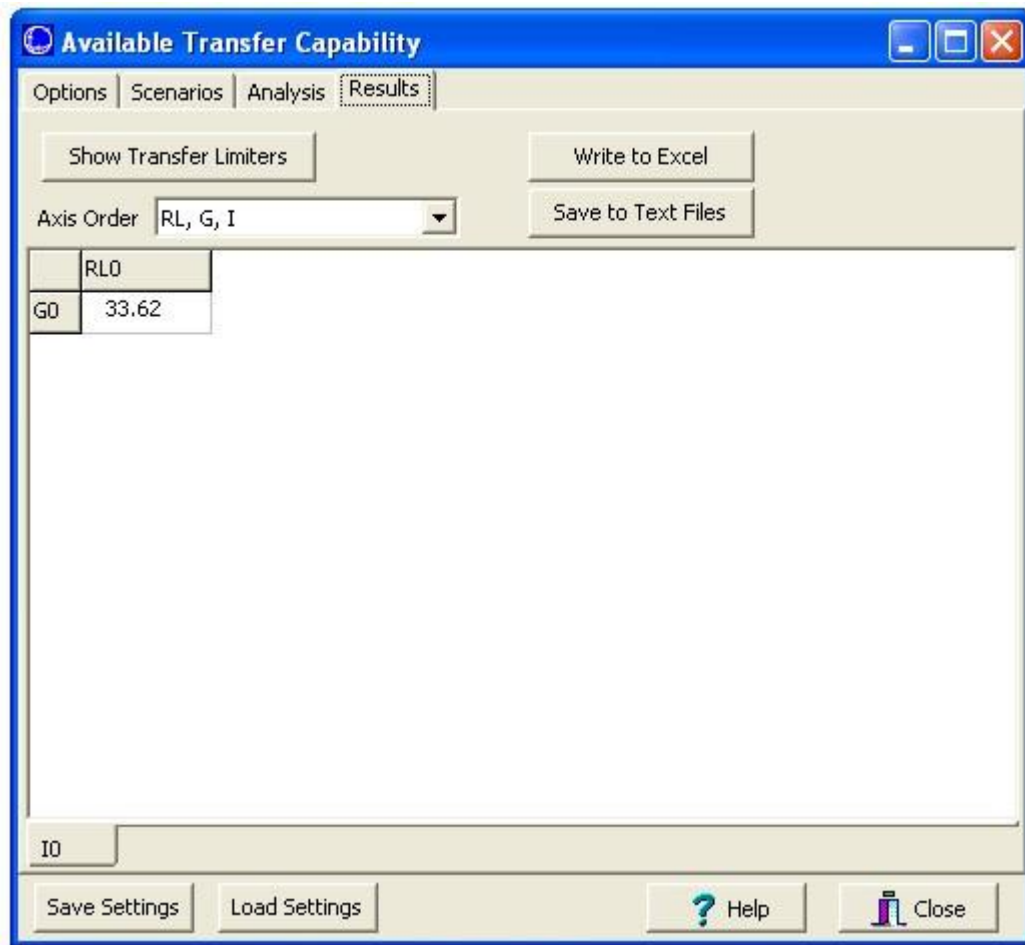 Available Transfer Capability
Options Scenarios Analysis Results
Show Transfer Limiters Write to Excel
Axis Order RL, G, I Save to Text Files
RL0
G0 33.62
I0
Save Settings Load Settings ? Help Close